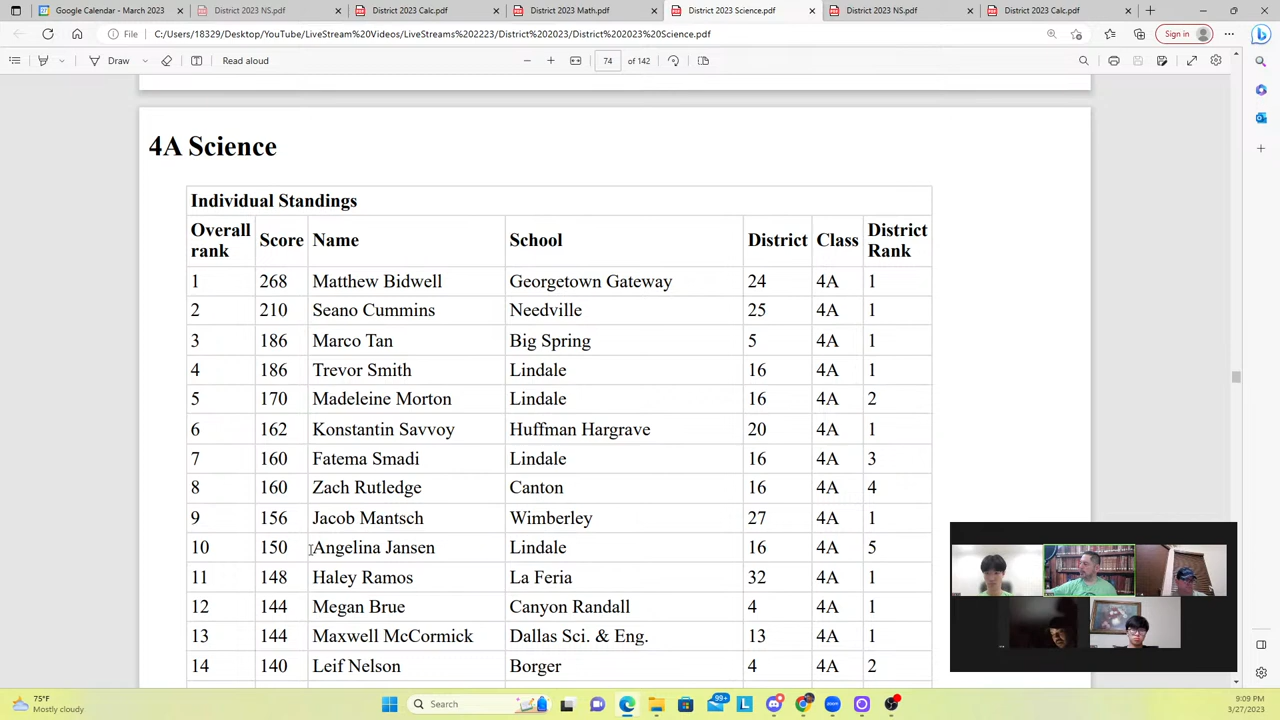 Google Calendar - March 2023
District 2023 NS.pdf
District 2023 Calc.pdf
District 2023 Math.pdf
District 2023 Science.pdf
District 2023 NS.pdf
District 2023 Calc.pdf
File C:/Users/18329/Desktop/YouTube/LiveStream%20Videos/LiveStreams%202223/District%202023/District%202023%20Science.pdf
Sign in
Draw
Read aloud
74 of 142
4A Science
Individual Standings
Overall rank Score Name School District Class District Rank
1 268 Matthew Bidwell Georgetown Gateway 24 4A 1
2 210 Seano Cummins Needville 25 4A 1
3 186 Marco Tan Big Spring 5 4A 1
4 186 Trevor Smith Lindale 16 4A 1
5 170 Madeleine Morton Lindale 16 4A 2
6 162 Konstantin Savvoy Huffman Hargrave 20 4A 1
7 160 Fatema Smadi Lindale 16 4A 3
8 160 Zach Rutledge Canton 16 4A 4
9 156 Jacob Mantsch Wimberley 27 4A 1
10 150 Angelina Jansen Lindale 16 4A 5
11 148 Haley Ramos La Feria 32 4A 1
12 144 Megan Brue Canyon Randall 4 4A 1
13 144 Maxwell McCormick Dallas Sci. & Eng. 13 4A 1
14 140 Leif Nelson Borger 4 4A 2
75°F
Mostly cloudy
Search
99+
9:09 PM
3/27/2023